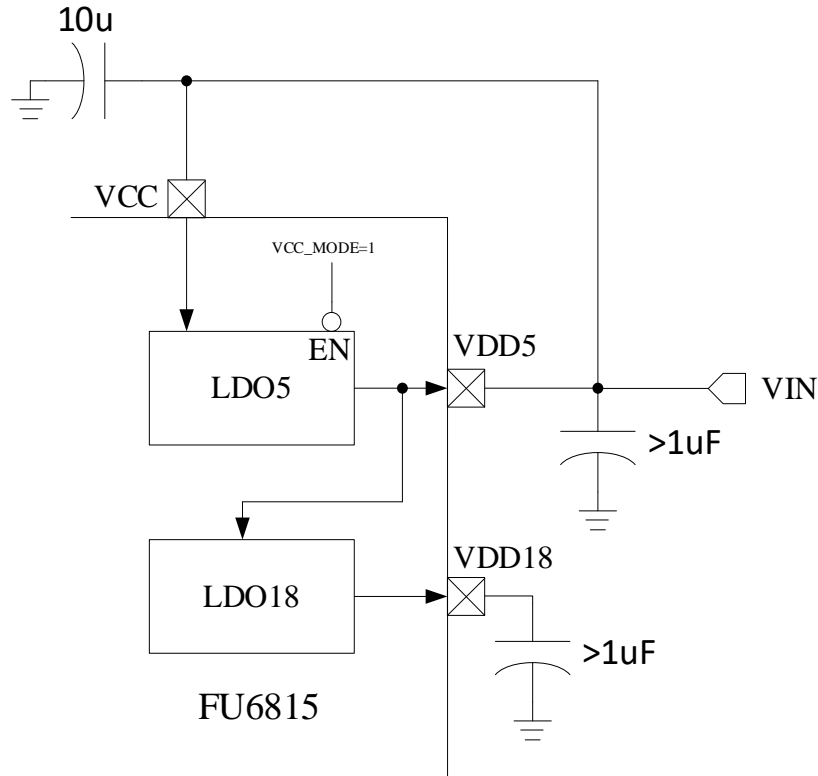 10u
VCC
VCC_MODE=1
EN
LDO5
VDD5
VIN
>1uF
LDO18
VDD18
>1uF
FU6815